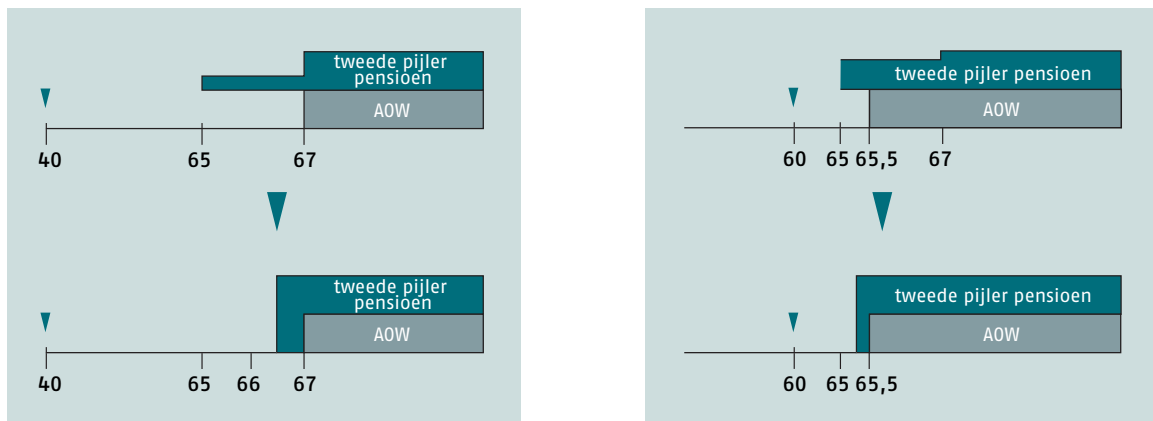 tweede pijler
pensioen
AOW
40 65 67
tweede pijler
pensioen
AOW
40 65 66 67
tweede pijler pensioen
AOW
60 65 65,5 67
tweede pijler pensioen
AOW
60 65 65,5